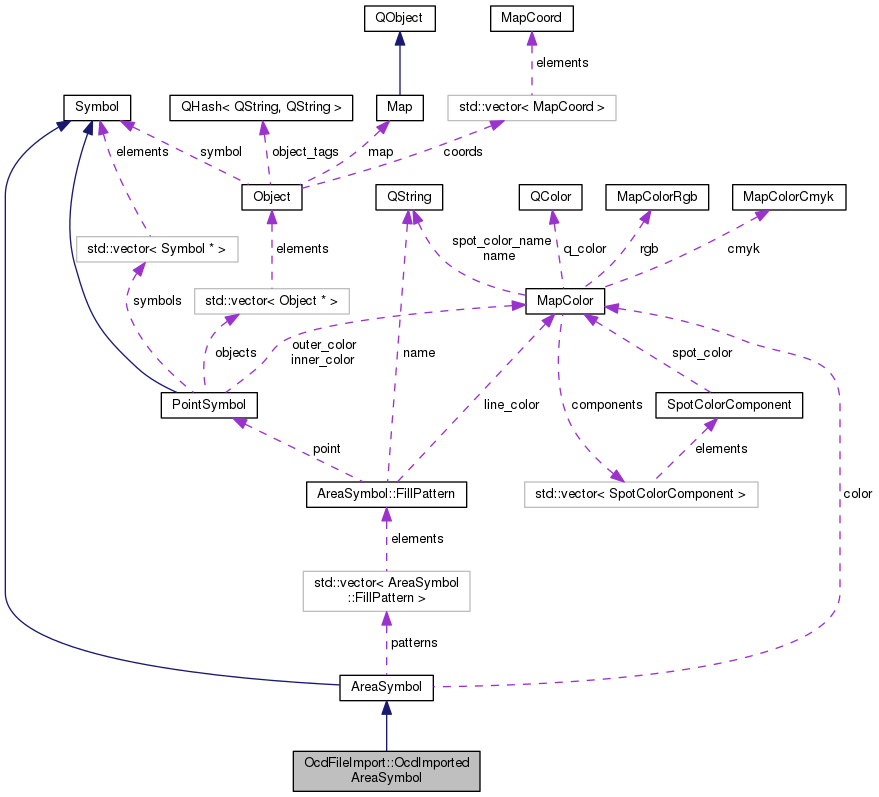 QObject
MapCoord
elements
Symbol
QHash< QString, QString >
Map
std::vector< MapCoord >
elements
symbol
object_tags
map
coords
Object
QString
QColor
MapColorRgb
MapColorCmyk
std::vector< Symbol * >
elements
spot_color_name
name
q_color
rgb
cmyk
symbols
std::vector< Object * >
MapColor
objects
outer_color
inner_color
name
spot_color
PointSymbol
line_color
components
SpotColorComponent
point
elements
AreaSymbol::FillPattern
std::vector< SpotColorComponent >
color
elements
std::vector< AreaSymbol
::FillPattern >
patterns
AreaSymbol
OcdFileImport::OcdImported
AreaSymbol